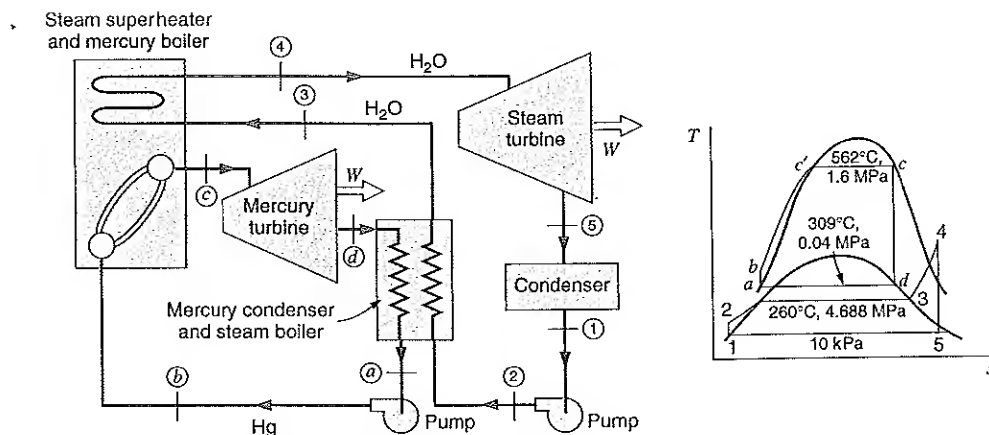 Steam superheater
and mercury boiler
4
H₂O
3
H₂O
Steam
turbine
W
c
W
Mercury
turbine
d
5
Condenser
Mercury condenser
and steam boiler
1
a
b
2
Hg
Pump
Pump
T
c'
562°C,
c
1.6 MPa
309°C,
0.04 MPa
4
b
a
d
3
2
260°C, 4.688 MPa
1
10 kPa
5